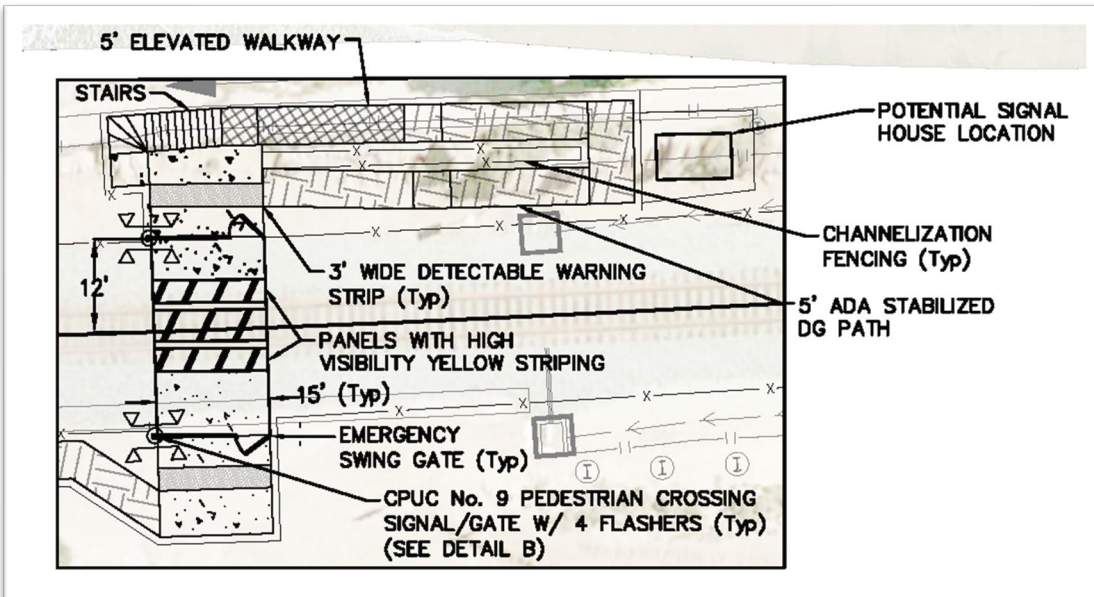 5' ELEVATED WALKWAY
STAIRS
POTENTIAL SIGNAL
HOUSE LOCATION
CHANNELIZATION
FENCING (Typ)
3' WIDE DETECTABLE WARNING
STRIP (Typ)
12'
5' ADA STABILIZED
DG PATH
PANELS WITH HIGH
VISIBILITY YELLOW STRIPING
15' (Typ)
EMERGENCY
SWING GATE (Typ)
CPUC No. 9 PEDESTRIAN CROSSING
SIGNAL/GATE W/ 4 FLASHERS (Typ)
(SEE DETAIL B)
I I I